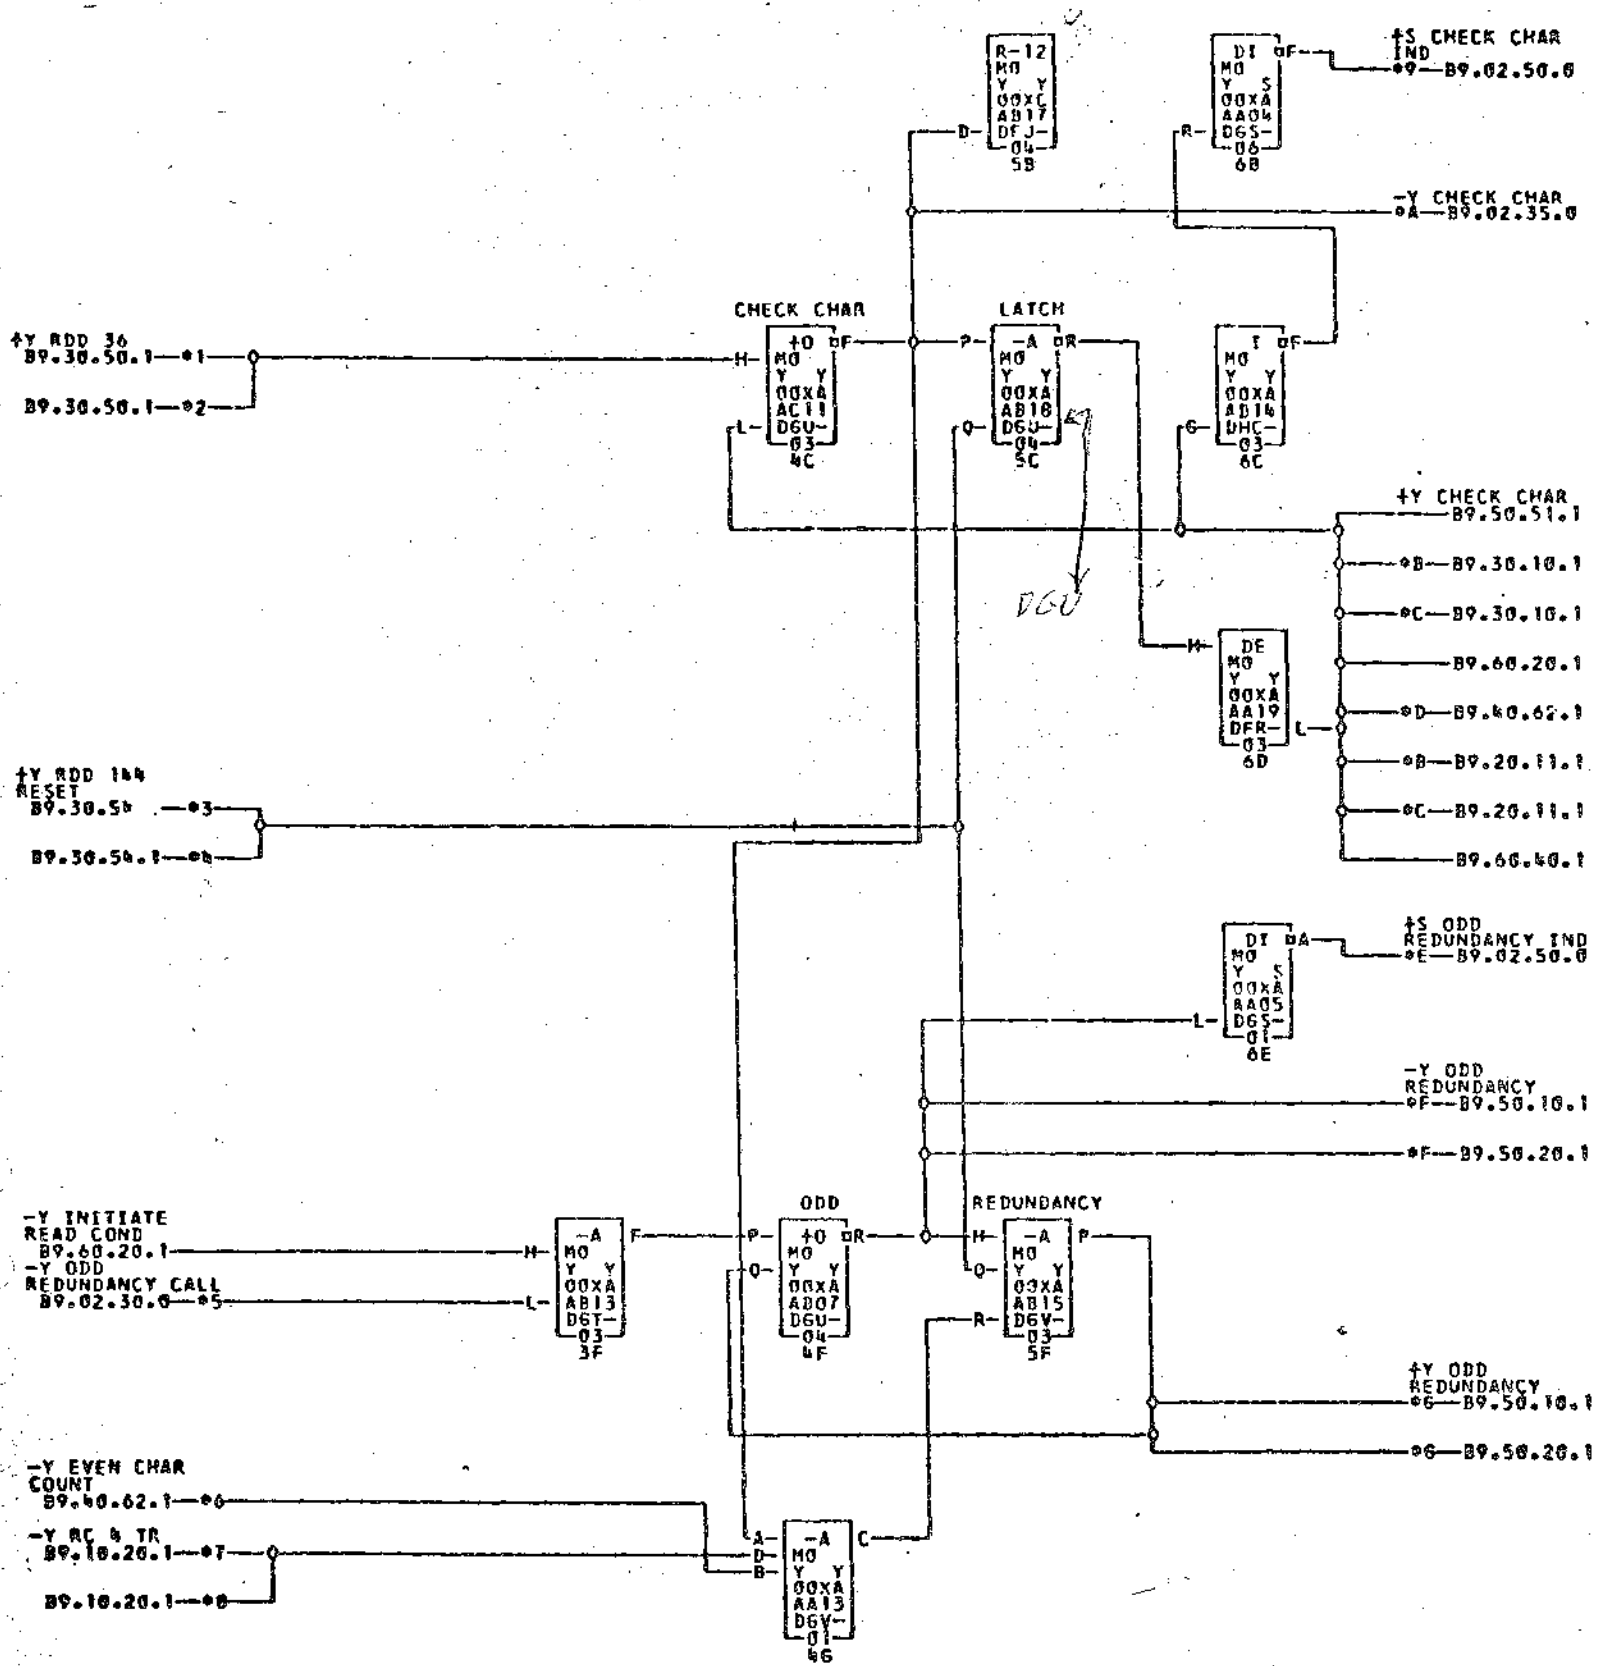 R-12
MO
Y Y
00XC
AB17
D- DFJ-
04
5B
DI F
MO
Y S
00XA
AA04
R- DGS-
06
6B
+S CHECK CHAR
IND
*9—B9.02.50.0
-Y CHECK CHAR
*A—B9.02.35.0
+Y RDD 36
B9.30.50.1—*1
B9.30.50.1—*2
CHECK CHAR
+O F
H- MO
Y Y
00XA
AC11
L- DGU-
03
4C
LATCH
P- -A R
MO
Y Y
00XA
AB18
Q- DGU-
04
5C
I F
MO
Y Y
00XA
AD14
G- DHC-
03
6C
DGU
+Y CHECK CHAR
B9.50.51.1
*B—B9.30.10.1
*C—B9.30.10.1
B9.60.20.1
*D—B9.40.62.1
*B—B9.20.11.1
*C—B9.20.11.1
B9.60.40.1
H- DE
MO
Y Y
00XA
AA19
DFR- L
03
6D
+Y RDD 144
RESET
B9.30.54 —*3
B9.30.54.1—*4
DI A
MO
Y S
00XA
AA05
L- DGS-
01
6E
+S ODD
REDUNDANCY IND
*E—B9.02.50.0
-Y ODD
REDUNDANCY
*F—B9.50.10.1
*F—B9.50.20.1
-Y INITIATE
READ COND
B9.60.20.1
-Y ODD
REDUNDANCY CALL
B9.02.30.0—*5
-A F
H- MO
Y Y
00XA
L- AB13
DGT-
03
3F
ODD
P- +O R
MO
Q- Y Y
00XA
AD07
DGU-
04
4F
REDUNDANCY
H- -A P
MO
Q- Y Y
00XA
AB15
R- DGV-
03
5F
+Y ODD
REDUNDANCY
*G—B9.50.10.1
*G—B9.50.20.1
-Y EVEN CHAR
COUNT
B9.40.62.1—*6
-Y RC 4 TR
B9.10.20.1—*7
B9.10.20.1—*8
A- -A C
D- MO
B- Y Y
00XA
AA13
DGV-
01
4G